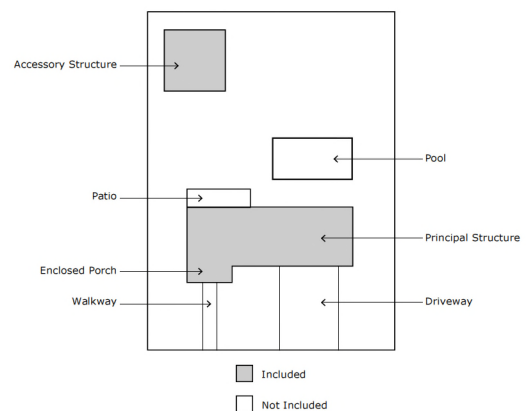 Accessory Structure
Pool
Patio
Principal Structure
Enclosed Porch
Walkway
Driveway
Included
Not Included